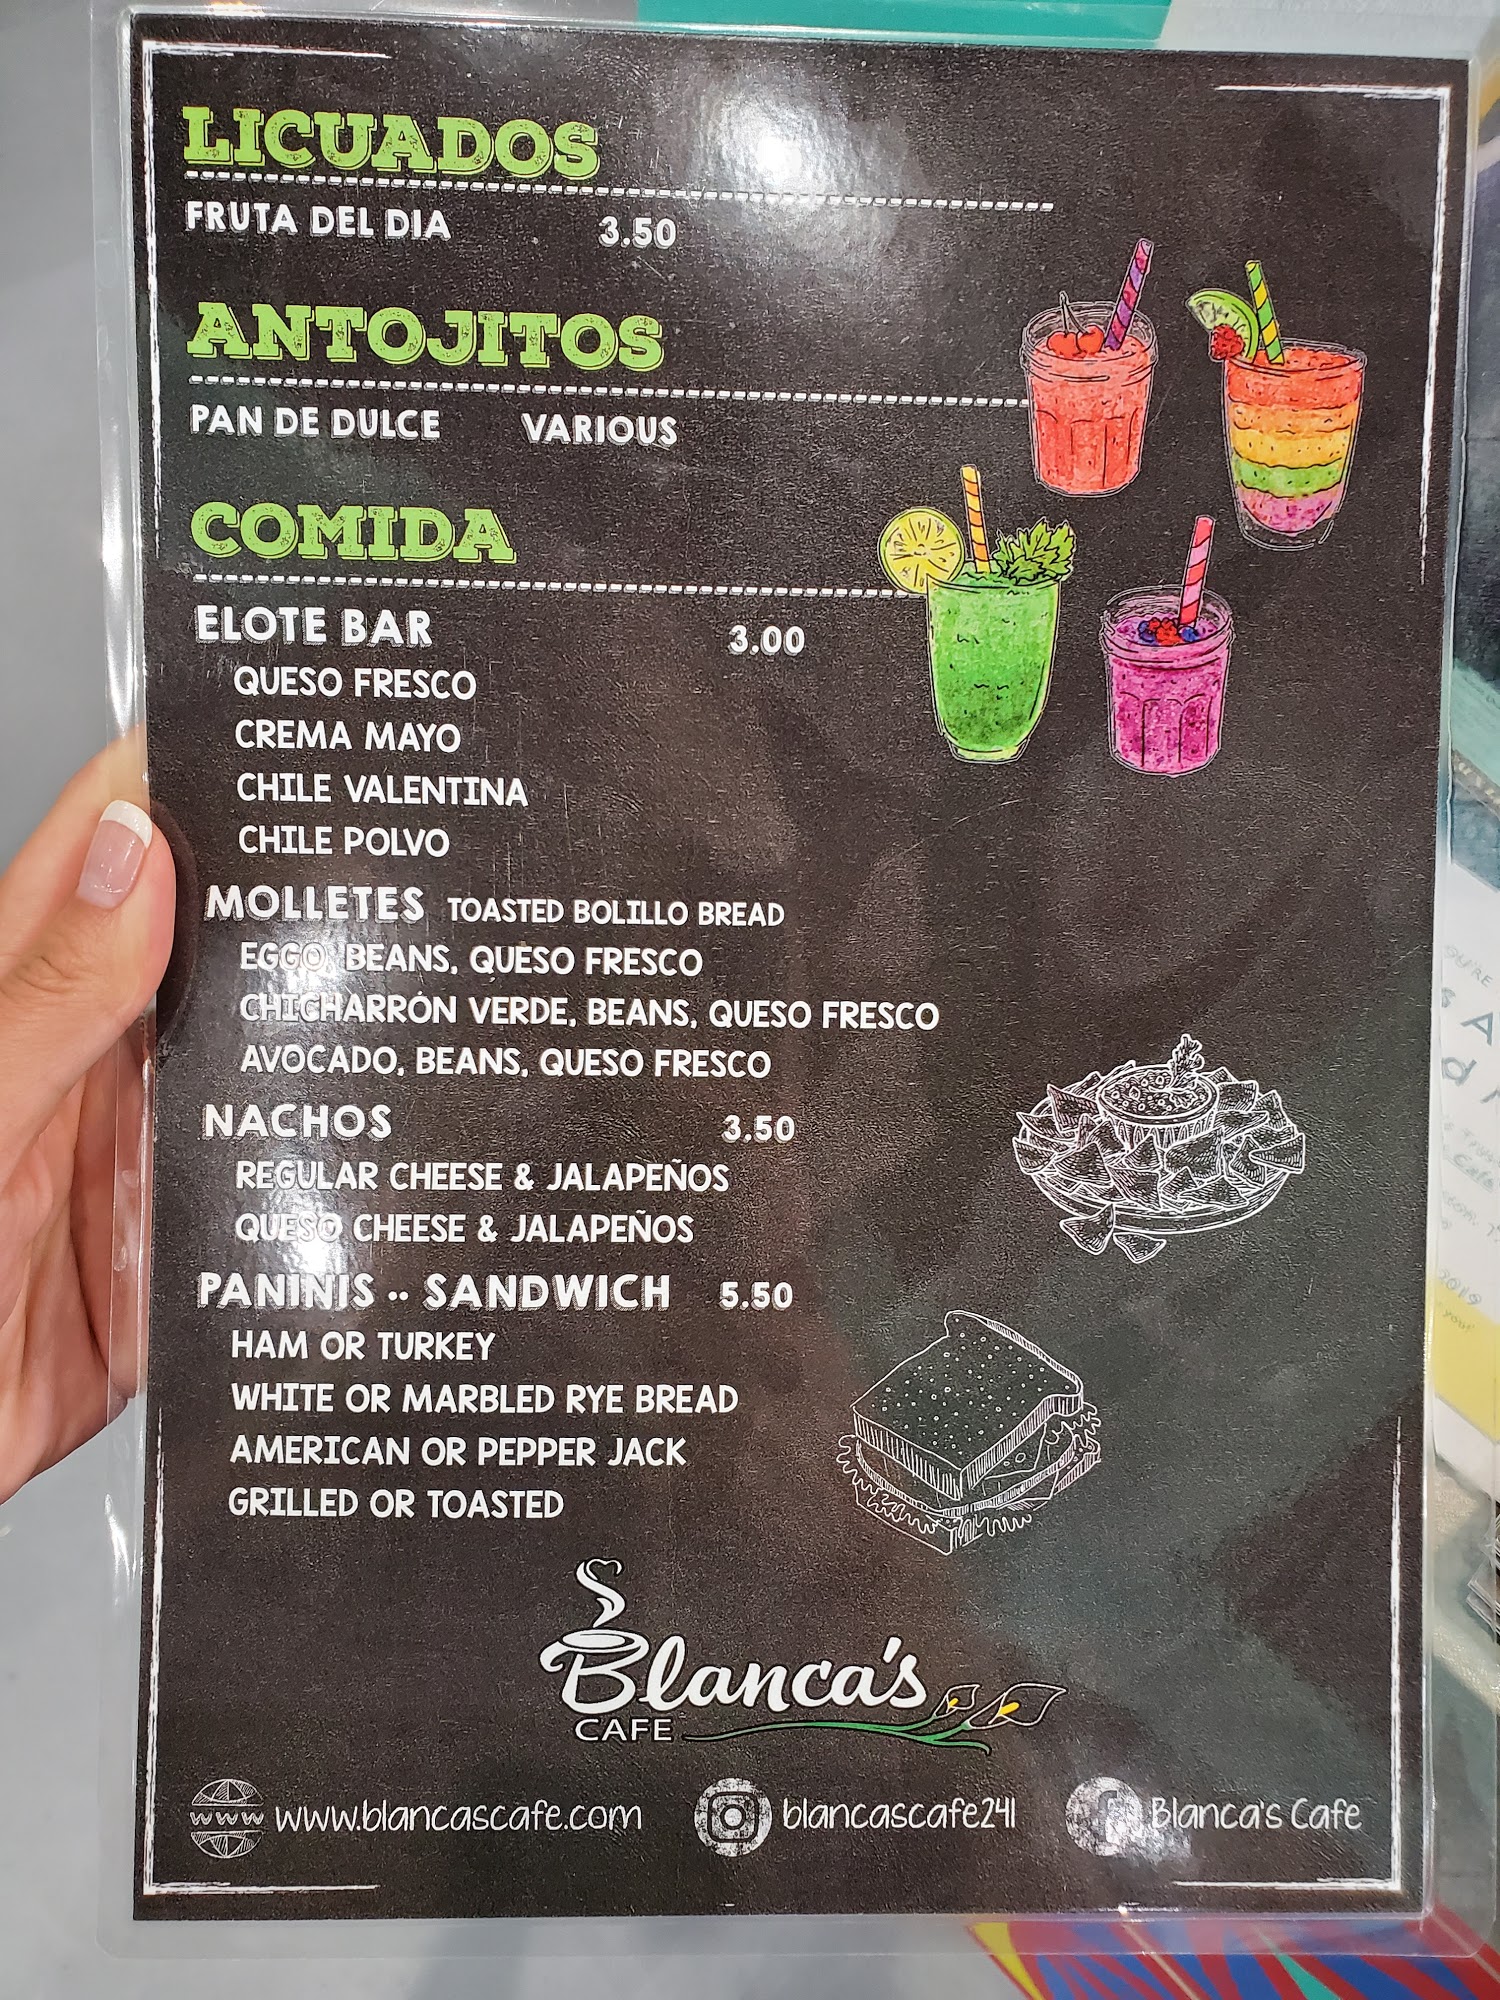 LICUADOS
FRUTA DEL DIA 3.50
ANTOJITOS
PAN DE DULCE VARIOUS
COMIDA
ELOTE BAR 3.00
QUESO FRESCO
CREMA MAYO
CHILE VALENTINA
CHILE POLVO
MOLLETES TOASTED BOLILLO BREAD
EGGO, BEANS, QUESO FRESCO
CHICHARRÓN VERDE, BEANS, QUESO FRESCO
AVOCADO, BEANS, QUESO FRESCO
NACHOS 3.50
REGULAR CHEESE & JALAPEÑOS
QUESO CHEESE & JALAPEÑOS
PANINIS •• SANDWICH 5.50
HAM OR TURKEY
WHITE OR MARBLED RYE BREAD
AMERICAN OR PEPPER JACK
GRILLED OR TOASTED
Blanca's
CAFE
www www.blancascafe.com blancascafe241 f Blanca's Cafe